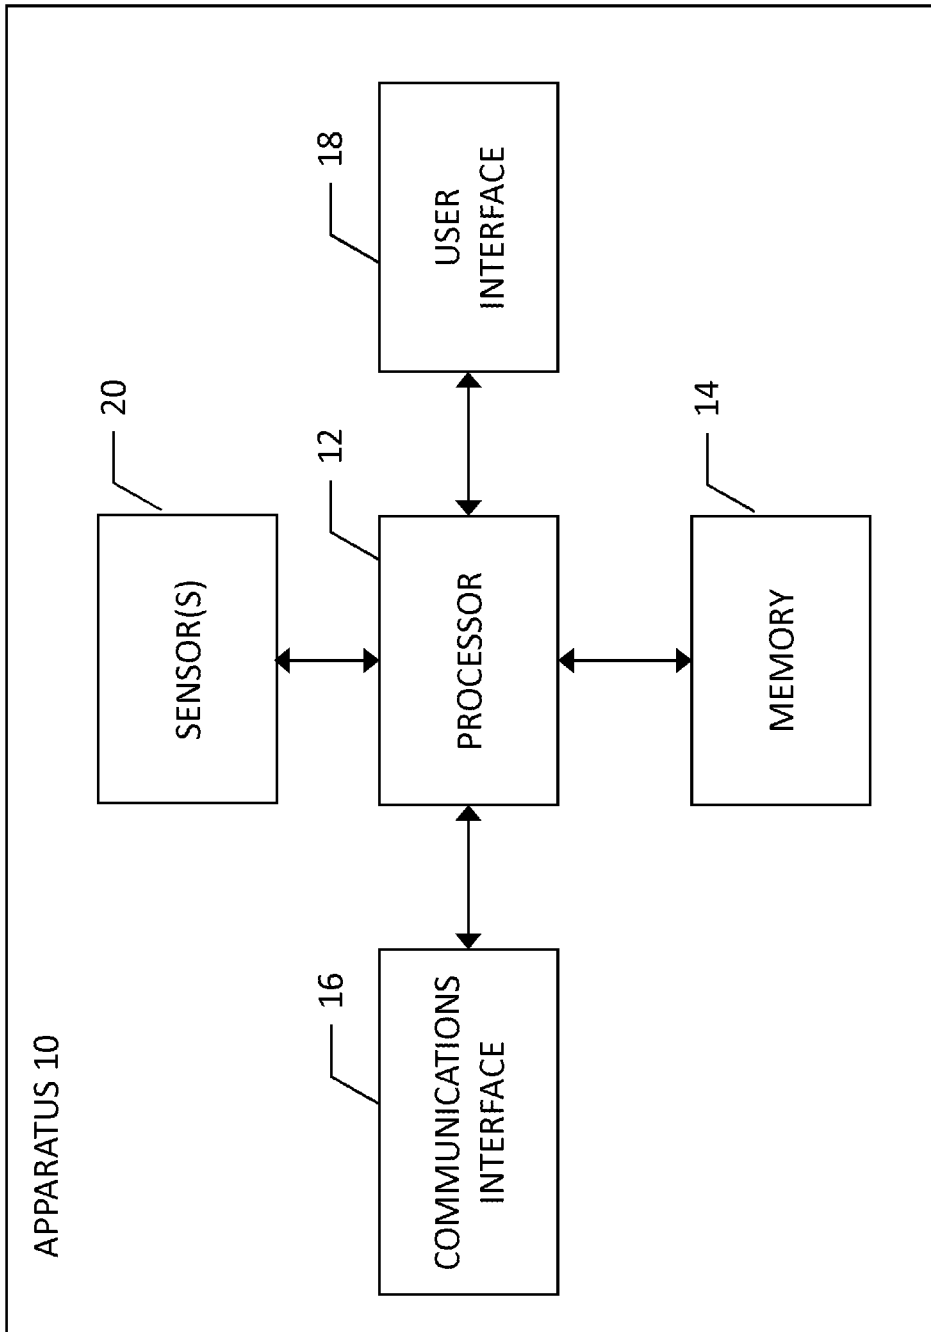 APPARATUS 10
20
SENSOR(S)
16
COMMUNICATIONS
INTERFACE
12
PROCESSOR
18
USER
INTERFACE
14
MEMORY